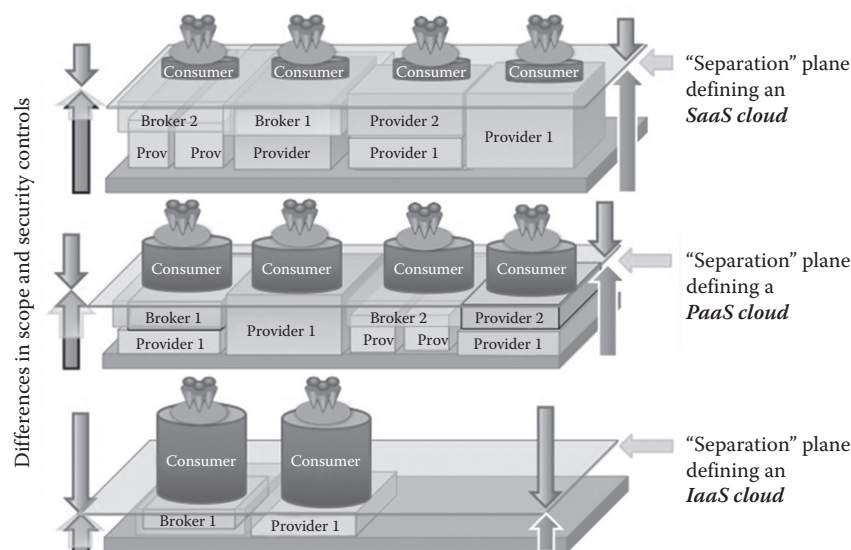 Differences in scope and security controls
Consumer Consumer Consumer Consumer
Broker 2 Broker 1 Provider 2
Provider 1
Prov Prov Provider Provider 1
"Separation" plane
defining an
SaaS cloud
Consumer Consumer Consumer Consumer
Broker 1 Provider 1 Broker 2 Provider 2
Provider 1 Prov Prov Provider 1
"Separation" plane
defining a
PaaS cloud
Consumer Consumer
Broker 1 Provider 1
"Separation" plane
defining an
IaaS cloud